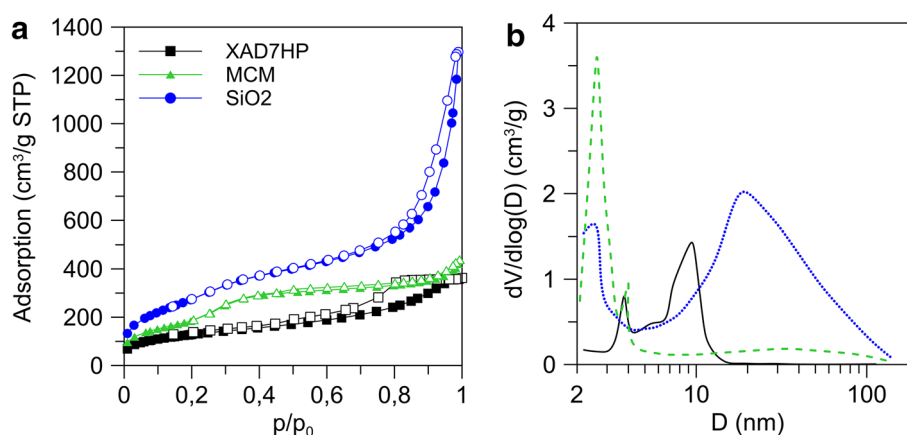 a
Adsorption (cm³/g STP)
1400
1200
1000
800
600
400
200
0
XAD7HP
MCM
SiO2
0 0,2 0,4 0,6 0,8 1
p/p₀
b
dV/dlog(D) (cm³/g)
4
3
2
1
0
2 10 100
D (nm)